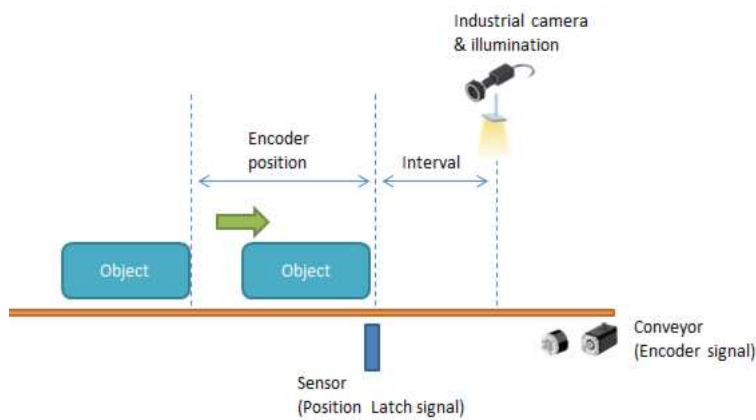 Industrial camera
& illumination
Encoder
position
Interval
Object
Object
Conveyor
(Encoder signal)
Sensor
(Position Latch signal)